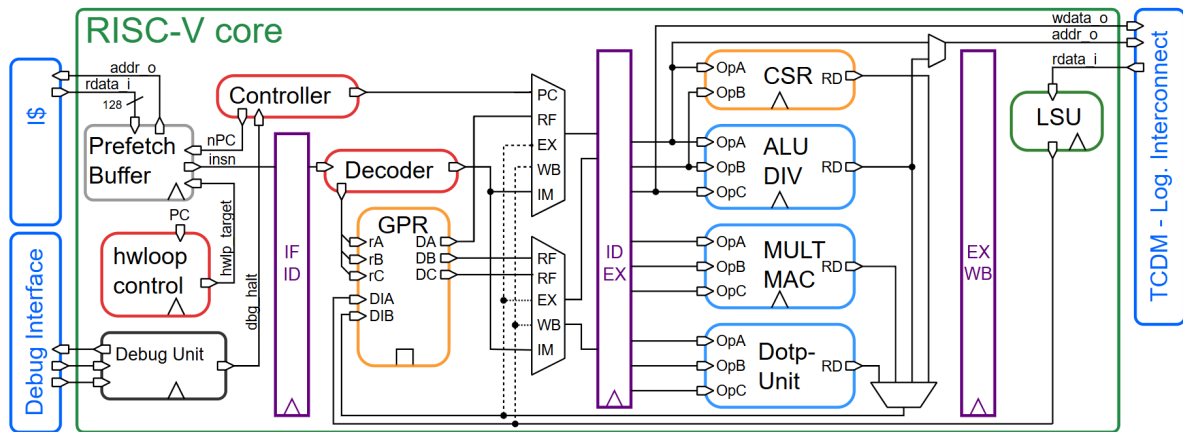 RISC-V core
I$
addr_o
rdata_i
128
Prefetch
Buffer
nPC
insn
Controller
PC
hwloop
control
hwlp_target
dbg_halt
Debug Interface
Debug Unit
IF
ID
Decoder
GPR
rA
rB
rC
DIA
DIB
DA
DB
DC
PC
RF
EX
WB
IM
RF
RF
EX
WB
IM
ID
EX
OpA
OpB
CSR
RD
OpA
OpB
OpC
ALU
DIV
RD
OpA
OpB
OpC
MULT
MAC
RD
OpA
OpB
OpC
Dotp-
Unit
RD
EX
WB
wdata_o
addr_o
rdata_i
LSU
TCDM - Log. Interconnect